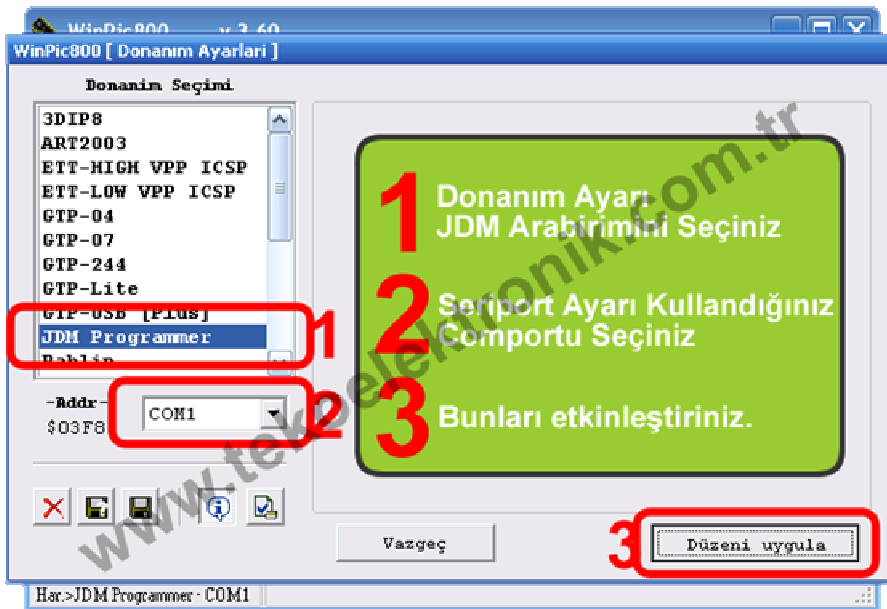 WinPic800 v 3.60
WinPic800 [ Donanım Ayarlari ]
Donanim Seçimi
3DIP8
ART2003
ETT-HIGH VPP ICSP
ETT-LOW VPP ICSP
GTP-04
GTP-07
GTP-244
GTP-Lite
GTP-USB [Plus]
JDM Programmer
1
-Addr-
$03F8
COM1
2
1 Donanım Ayarı
JDM Arabirimini Seçiniz
2 Seriport Ayarı Kullandığınız
Comportu Seçiniz
3 Bunları etkinleştiriniz.
www.tekoelektronik.com.tr
Vazgeç
3
Düzeni uygula
Har.>JDM Programmer - COM1